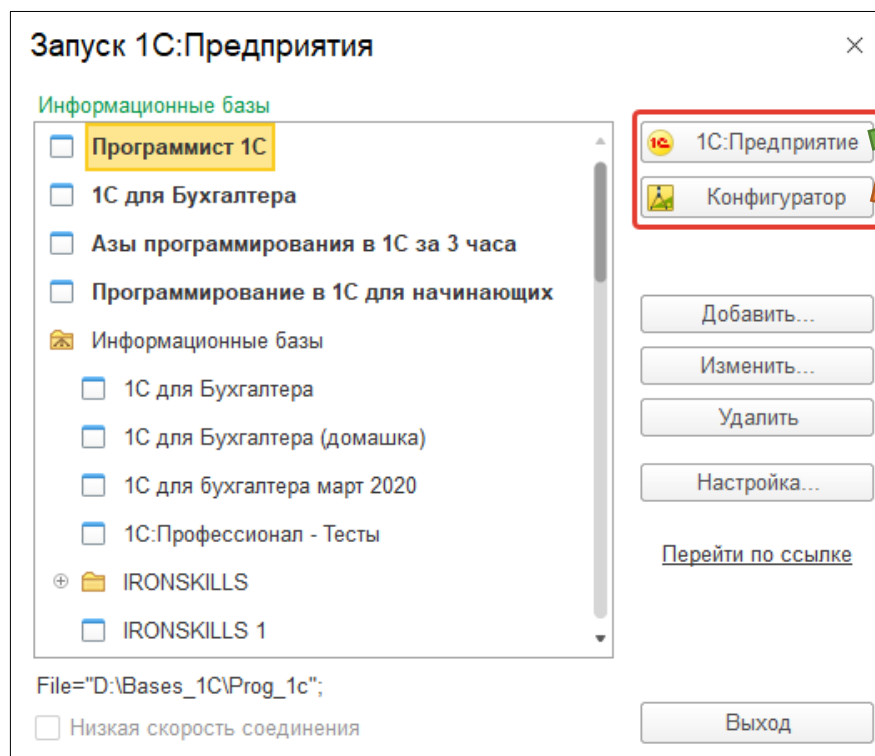 Запуск 1С:Предприятия
Информационные базы
Программист 1С
1С для Бухгалтера
Азы программирования в 1С за 3 часа
Программирование в 1С для начинающих
Информационные базы
1С для Бухгалтера
1С для Бухгалтера (домашка)
1С для бухгалтера март 2020
1С:Профессионал - Тесты
IRONSKILLS
IRONSKILLS 1
File="D:\Bases_1C\Prog_1c";
Низкая скорость соединения
1С 1С:Предприятие
Конфигуратор
Добавить...
Изменить...
Удалить
Настройка...
Перейти по ссылке
Выход